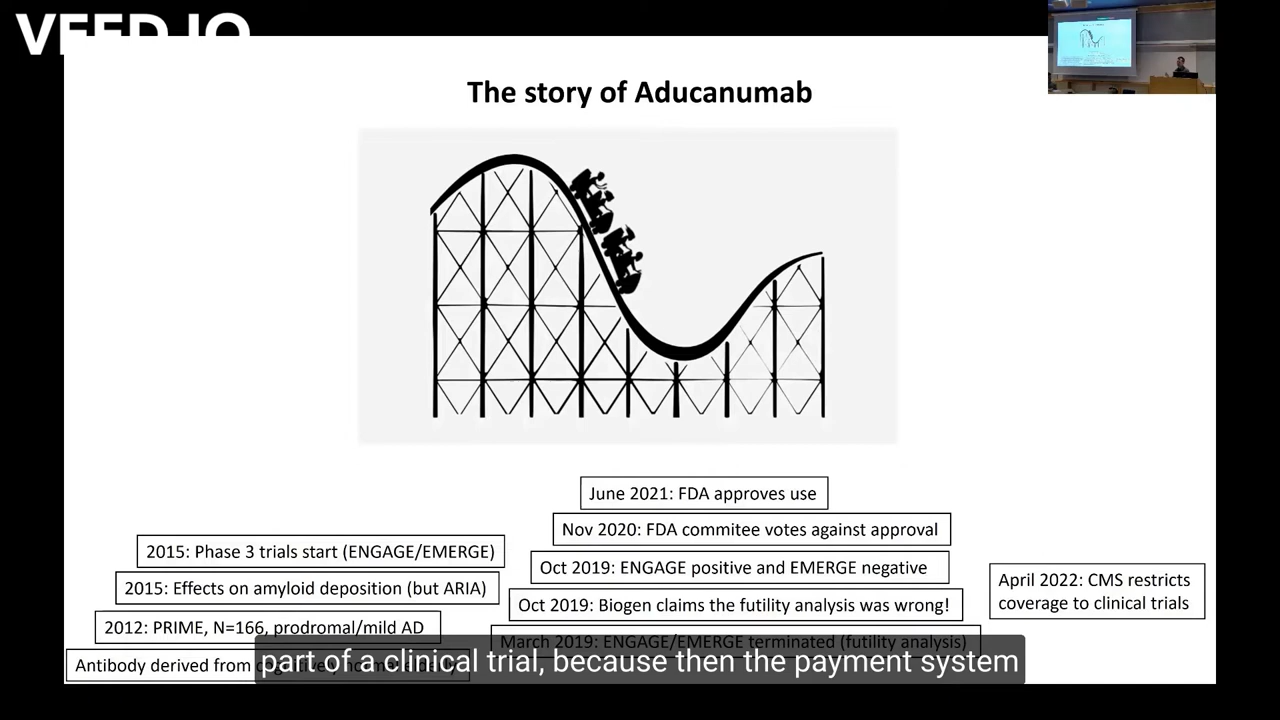 VEED.IO
The story of Aducanumab
June 2021: FDA approves use
Nov 2020: FDA commitee votes against approval
2015: Phase 3 trials start (ENGAGE/EMERGE)
Oct 2019: ENGAGE positive and EMERGE negative
April 2022: CMS restricts
coverage to clinical trials
2015: Effects on amyloid deposition (but ARIA)
Oct 2019: Biogen claims the futility analysis was wrong!
2012: PRIME, N=166, prodromal/mild AD
March 2019: ENGAGE/EMERGE terminated (futility analysis)
Antibody derived from
part of a clinical trial, because then the payment system